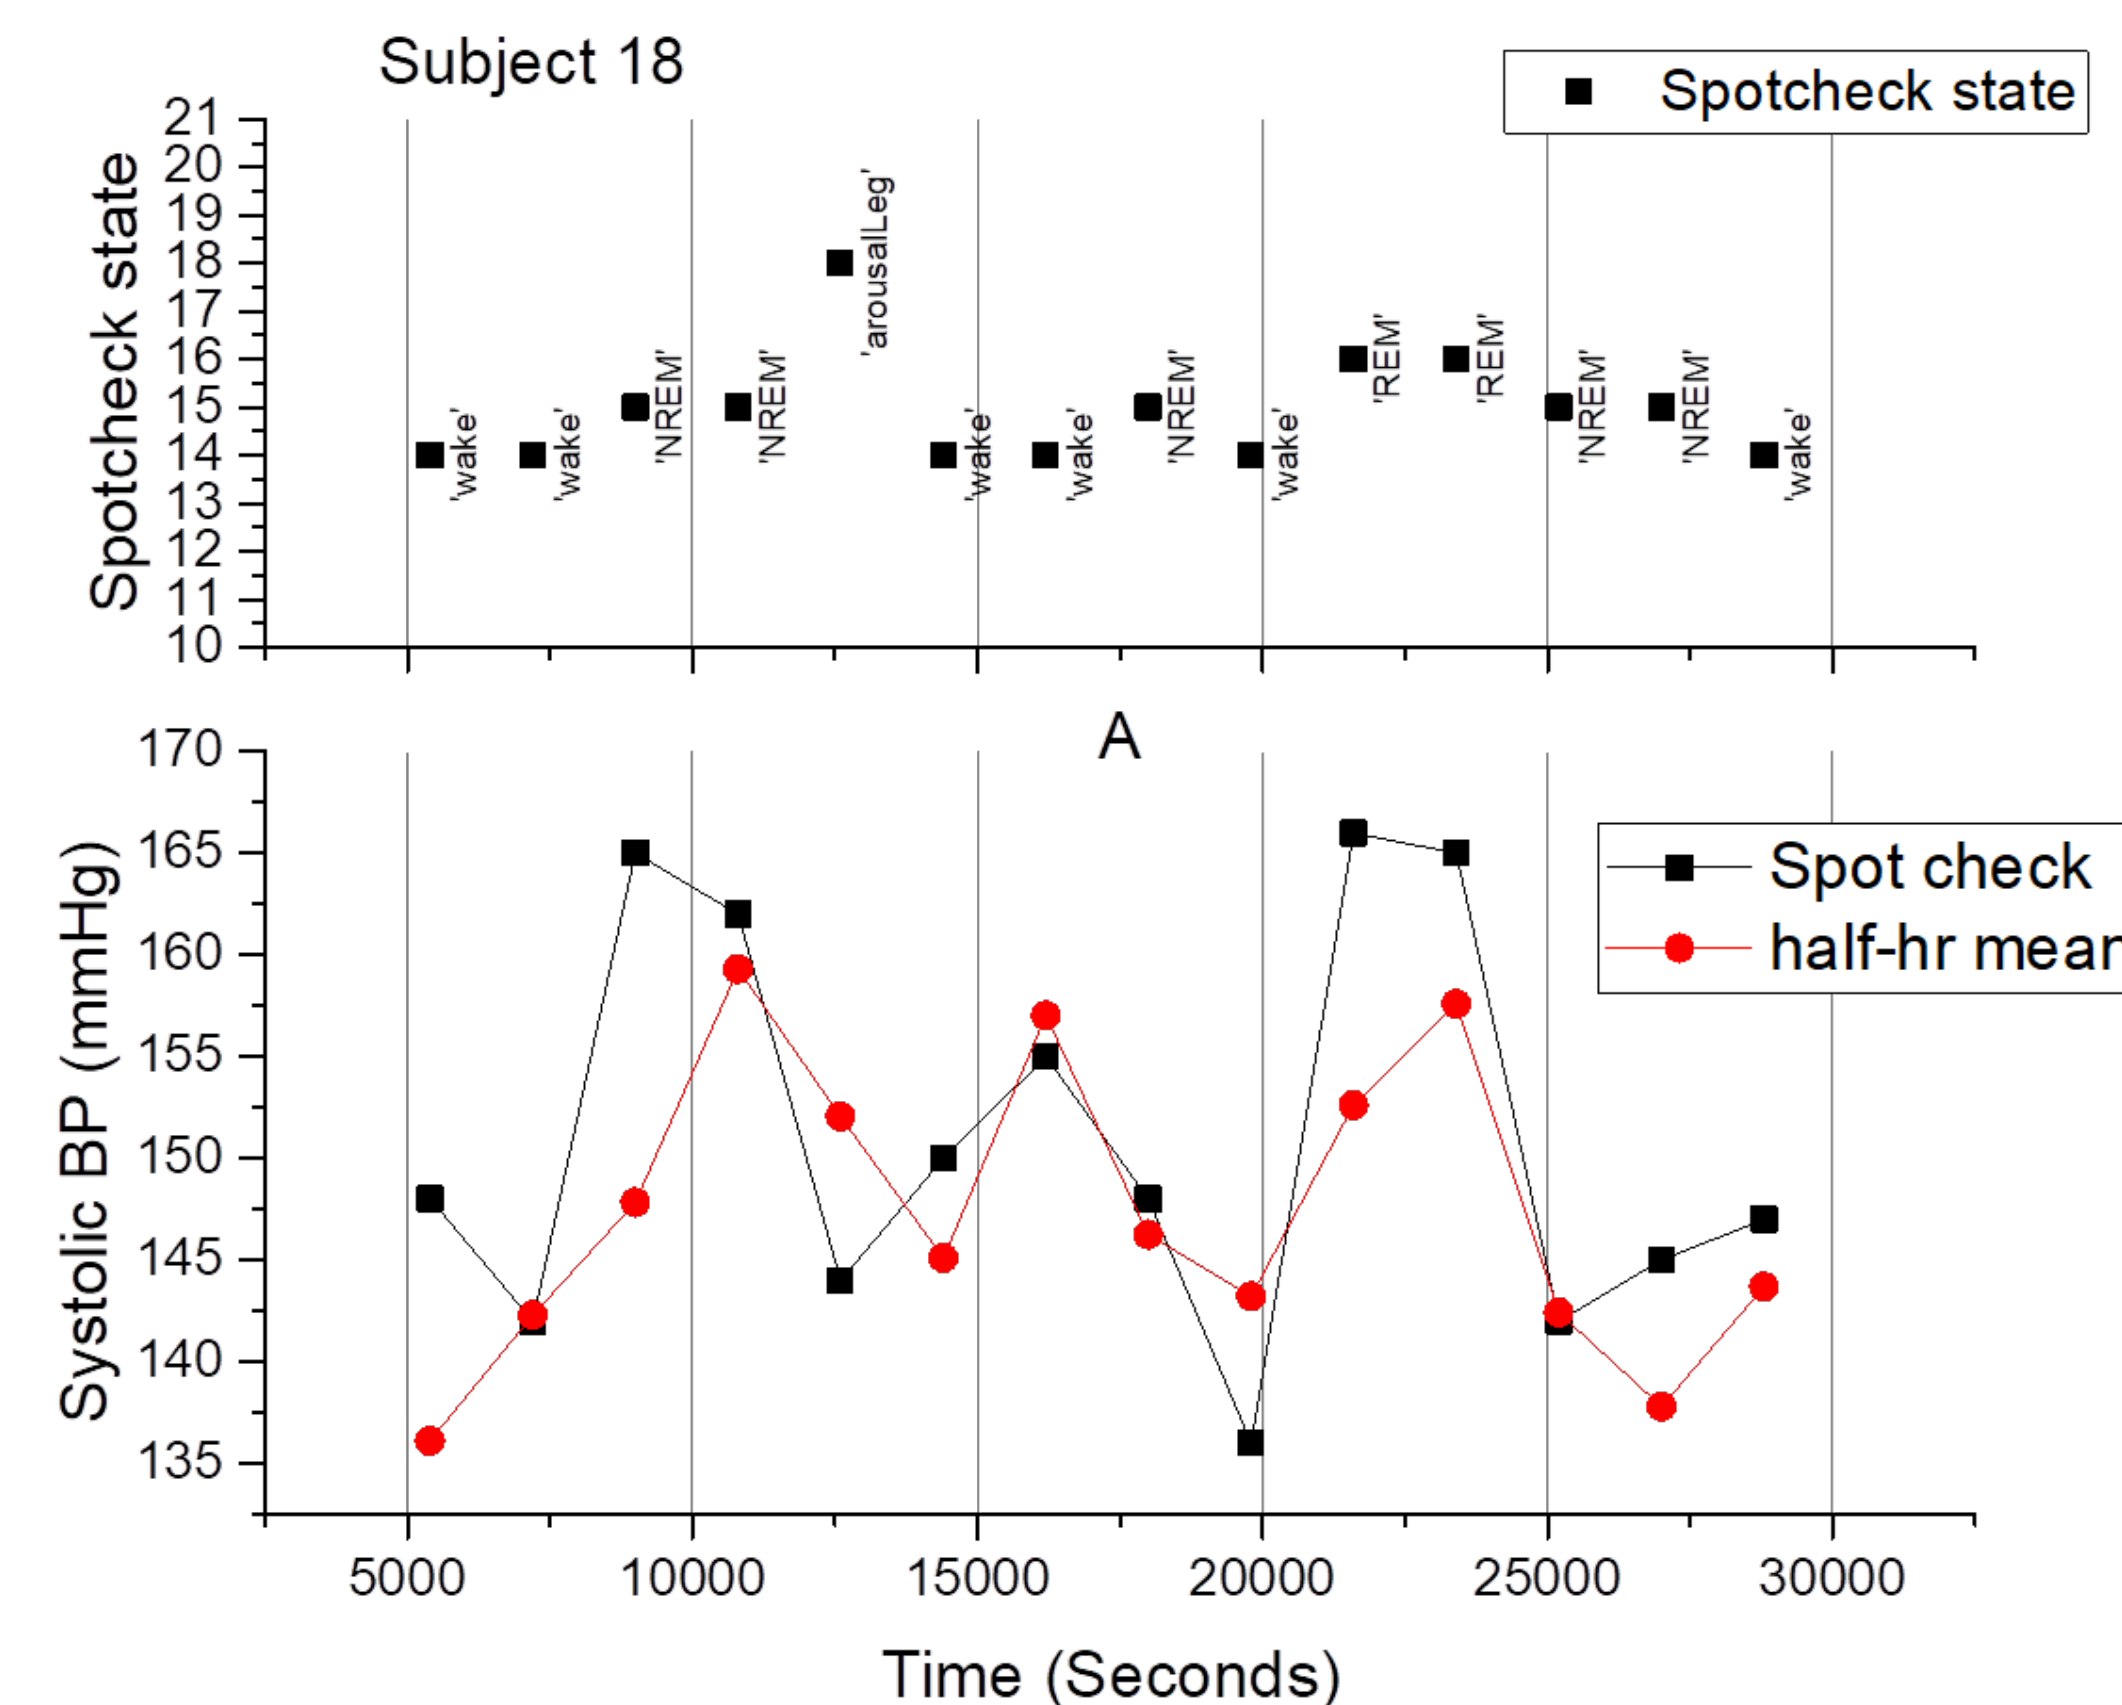 Subject 18
Spotcheck state
Spotcheck state
21
20
19
18
17
16
15
14
13
12
11
10
'wake'
'wake'
'NREM'
'NREM'
'arousalLeg'
'wake'
'wake'
'NREM'
'wake'
'REM'
'REM'
'NREM'
'NREM'
'wake'
A
Systolic BP (mmHg)
170
165
160
155
150
145
140
135
Spot check
half-hr mean
5000 10000 15000 20000 25000 30000
Time (Seconds)